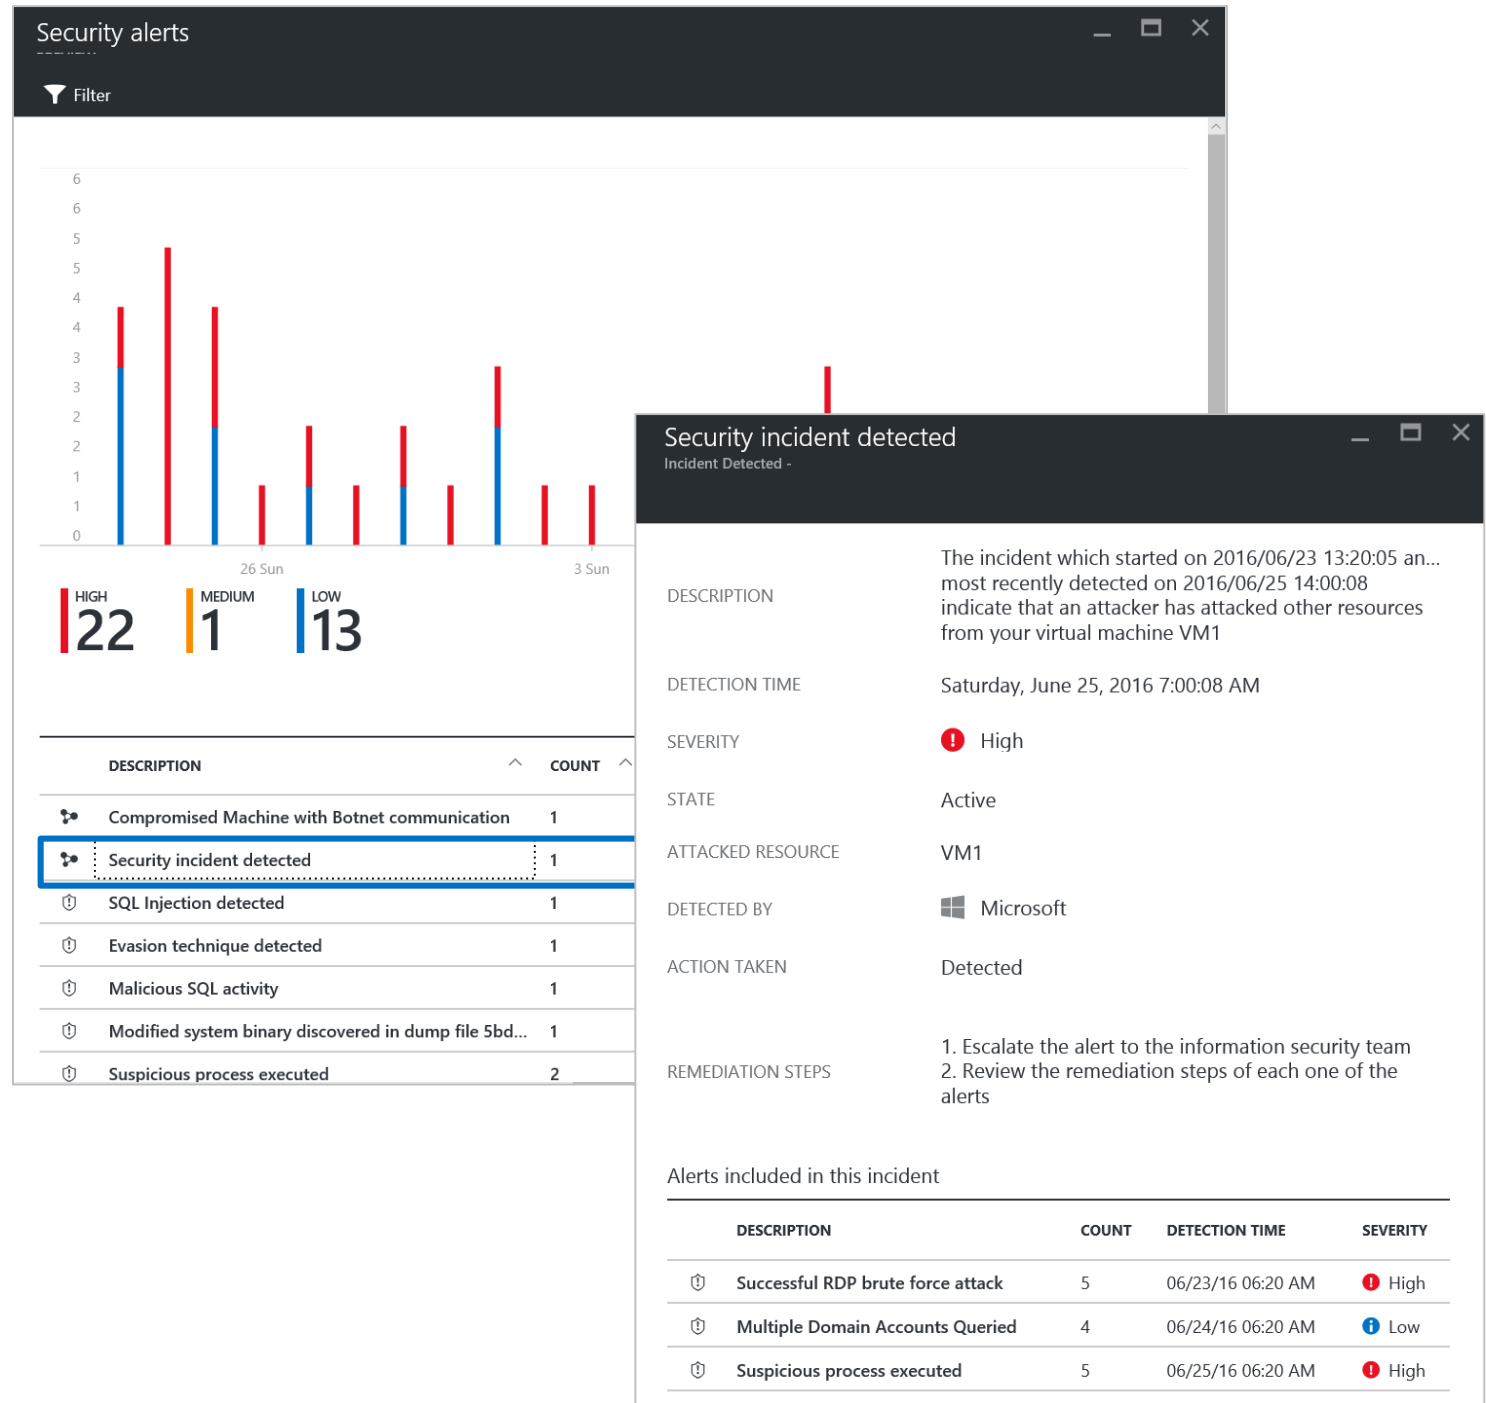 Security alerts
PREVIEW
Filter
6
6
5
5
4
4
3
3
2
2
1
1
0
26 Sun
3 Sun
HIGH
22
MEDIUM
1
LOW
13
DESCRIPTION COUNT
Compromised Machine with Botnet communication 1
Security incident detected 1
SQL Injection detected 1
Evasion technique detected 1
Malicious SQL activity 1
Modified system binary discovered in dump file 5bd... 1
Suspicious process executed 2
Security incident detected
Incident Detected -
DESCRIPTION
The incident which started on 2016/06/23 13:20:05 an...
most recently detected on 2016/06/25 14:00:08
indicate that an attacker has attacked other resources
from your virtual machine VM1
DETECTION TIME Saturday, June 25, 2016 7:00:08 AM
SEVERITY High
STATE Active
ATTACKED RESOURCE VM1
DETECTED BY Microsoft
ACTION TAKEN Detected
REMEDIATION STEPS
1. Escalate the alert to the information security team
2. Review the remediation steps of each one of the
alerts
Alerts included in this incident
DESCRIPTION COUNT DETECTION TIME SEVERITY
Successful RDP brute force attack 5 06/23/16 06:20 AM High
Multiple Domain Accounts Queried 4 06/24/16 06:20 AM Low
Suspicious process executed 5 06/25/16 06:20 AM High